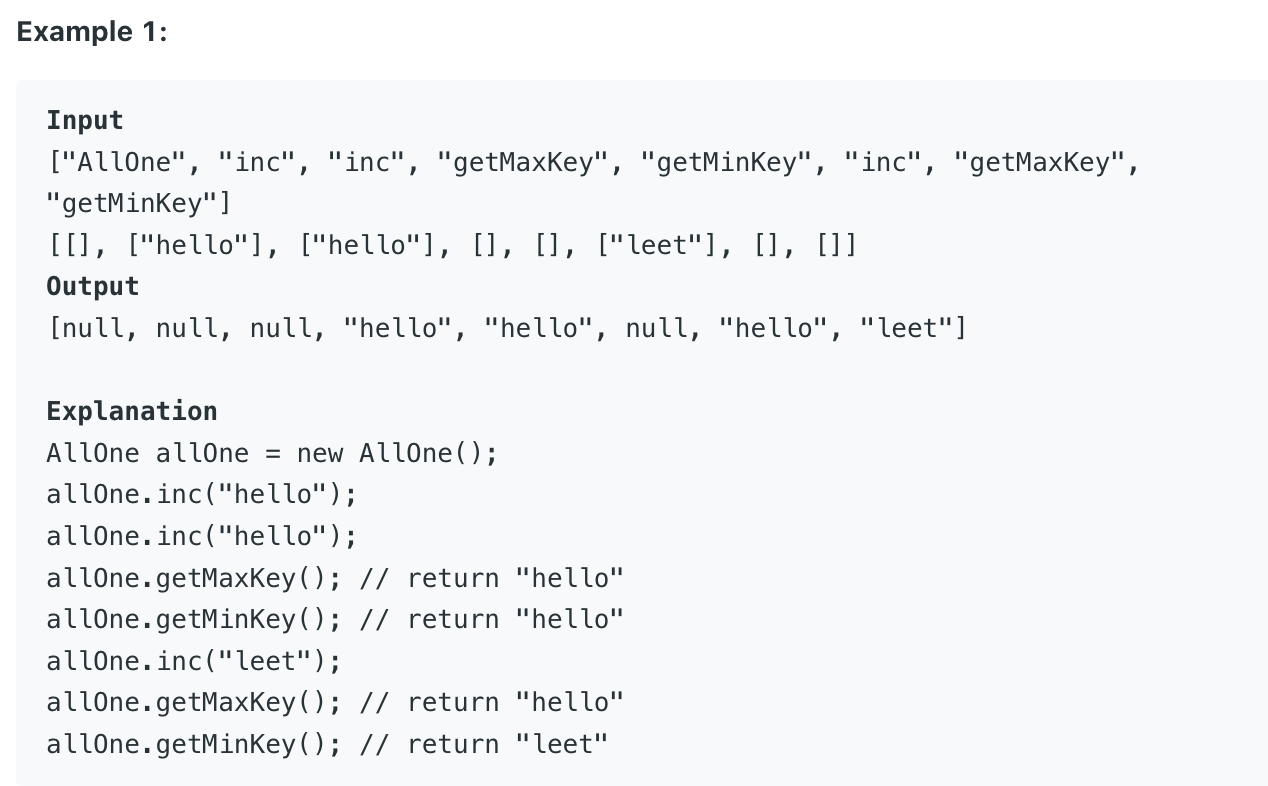 Example 1:
Input
["AllOne", "inc", "inc", "getMaxKey", "getMinKey", "inc", "getMaxKey",
"getMinKey"]
[[], ["hello"], ["hello"], [], [], ["leet"], [], []]
Output
[null, null, null, "hello", "hello", null, "hello", "leet"]
Explanation
AllOne allOne = new AllOne();
allOne.inc("hello");
allOne.inc("hello");
allOne.getMaxKey(); // return "hello"
allOne.getMinKey(); // return "hello"
allOne.inc("leet");
allOne.getMaxKey(); // return "hello"
allOne.getMinKey(); // return "leet"